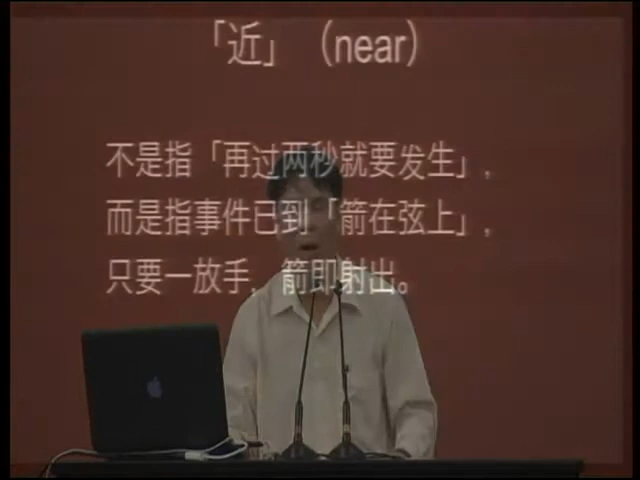 「近」（near）
不是指「再过两秒就要发生」，
而是指事件已到「箭在弦上」，
只要一放手，箭即射出。